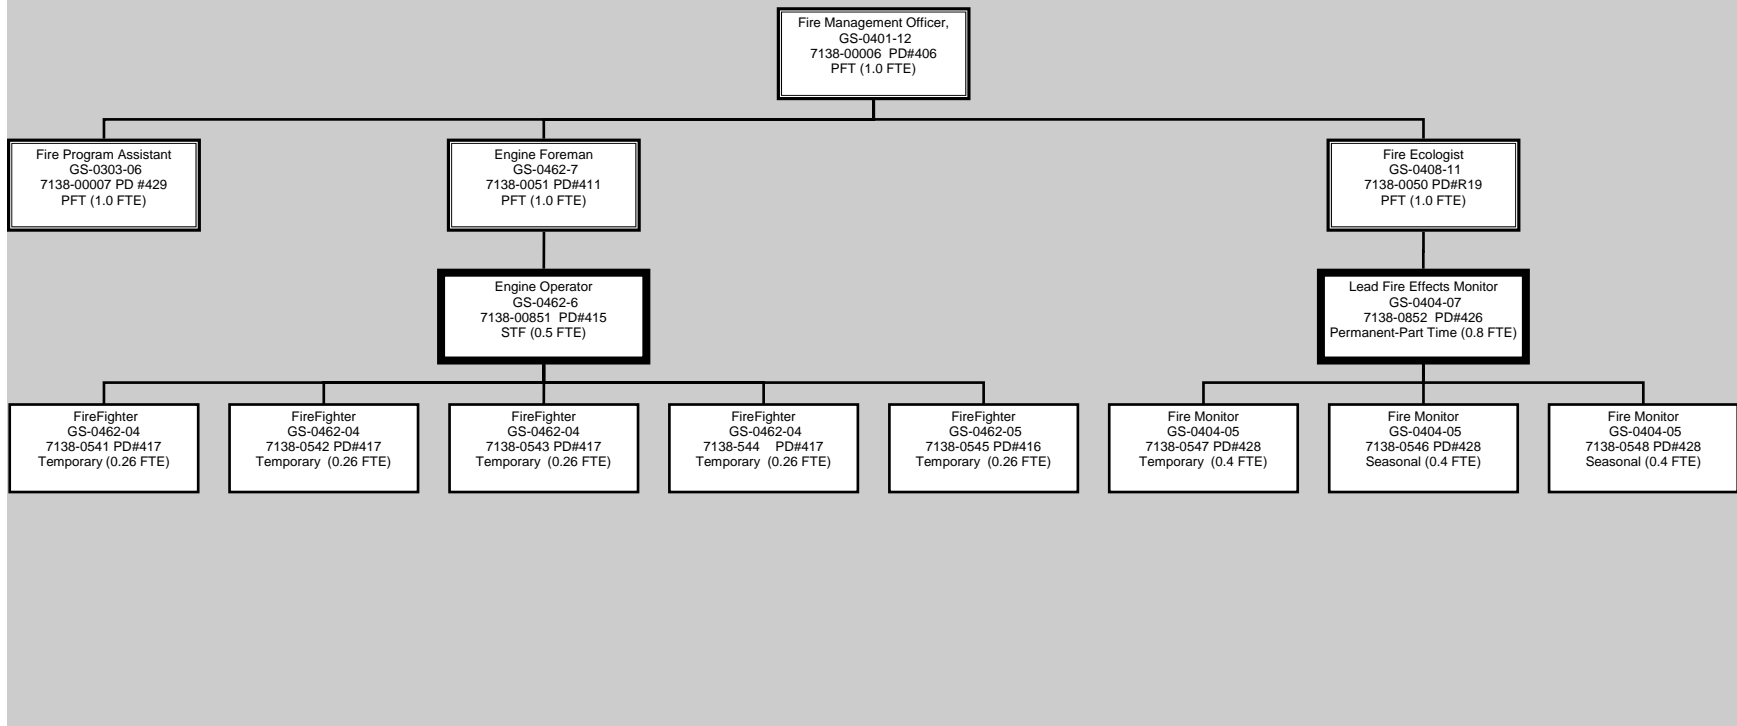 Fire Management Officer,
GS-0401-12
7138-00006 PD#406
PFT (1.0 FTE)
Fire Program Assistant
GS-0303-06
7138-00007 PD #429
PFT (1.0 FTE)
Engine Foreman
GS-0462-7
7138-0051 PD#411
PFT (1.0 FTE)
Fire Ecologist
GS-0408-11
7138-0050 PD#R19
PFT (1.0 FTE)
Engine Operator
GS-0462-6
7138-00851 PD#415
STF (0.5 FTE)
Lead Fire Effects Monitor
GS-0404-07
7138-0852 PD#426
Permanent-Part Time (0.8 FTE)
FireFighter
GS-0462-04
7138-0541 PD#417
Temporary (0.26 FTE)
FireFighter
GS-0462-04
7138-0542 PD#417
Temporary (0.26 FTE)
FireFighter
GS-0462-04
7138-0543 PD#417
Temporary (0.26 FTE)
FireFighter
GS-0462-04
7138-544 PD#417
Temporary (0.26 FTE)
FireFighter
GS-0462-05
7138-0545 PD#416
Temporary (0.26 FTE)
Fire Monitor
GS-0404-05
7138-0547 PD#428
Temporary (0.4 FTE)
Fire Monitor
GS-0404-05
7138-0546 PD#428
Seasonal (0.4 FTE)
Fire Monitor
GS-0404-05
7138-0548 PD#428
Seasonal (0.4 FTE)